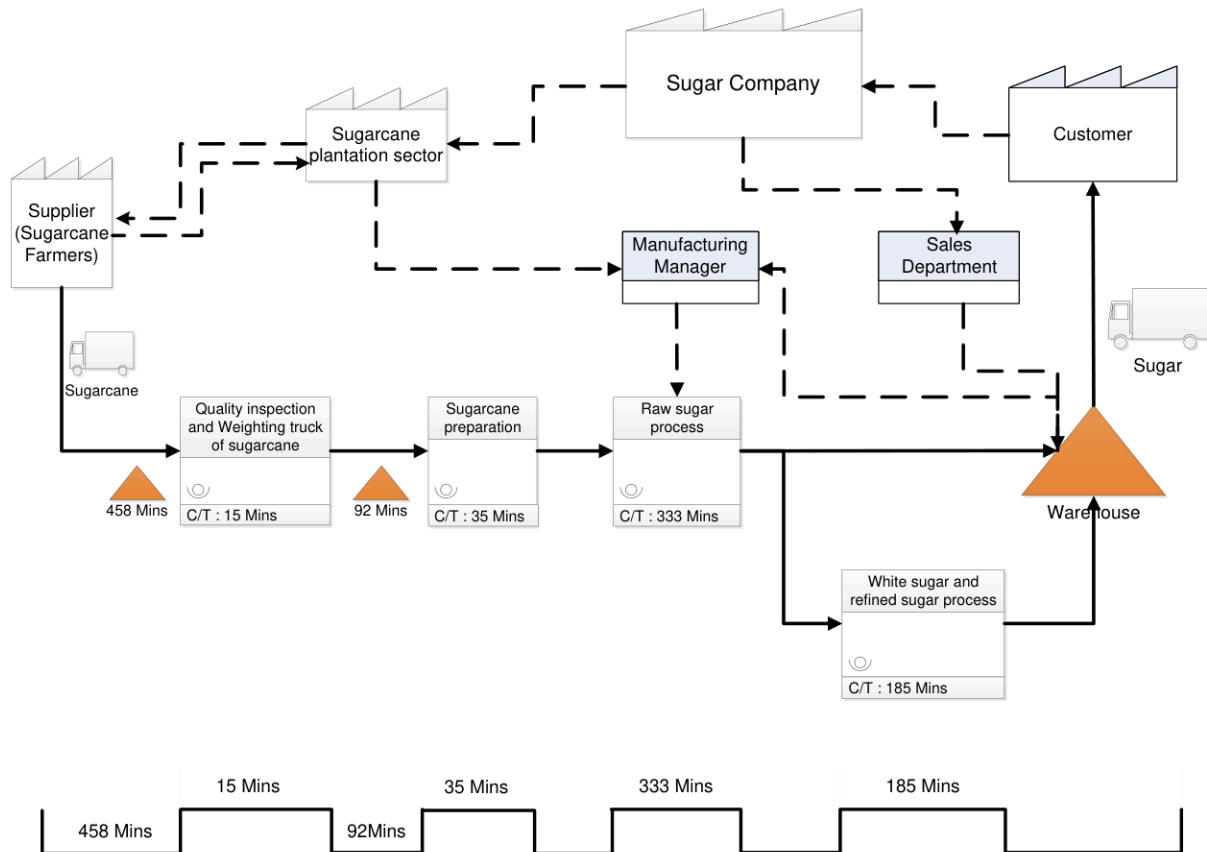 Sugar Company
Customer
Sugarcane
plantation sector
Supplier
(Sugarcane
Farmers)
Manufacturing
Manager
Sales
Department
Sugarcane
Sugar
Quality inspection
and Weighting truck
of sugarcane
C/T : 15 Mins
Sugarcane
preparation
C/T : 35 Mins
Raw sugar
process
C/T : 333 Mins
458 Mins
92 Mins
Warehouse
White sugar and
refined sugar process
C/T : 185 Mins
15 Mins
35 Mins
333 Mins
185 Mins
458 Mins
92Mins